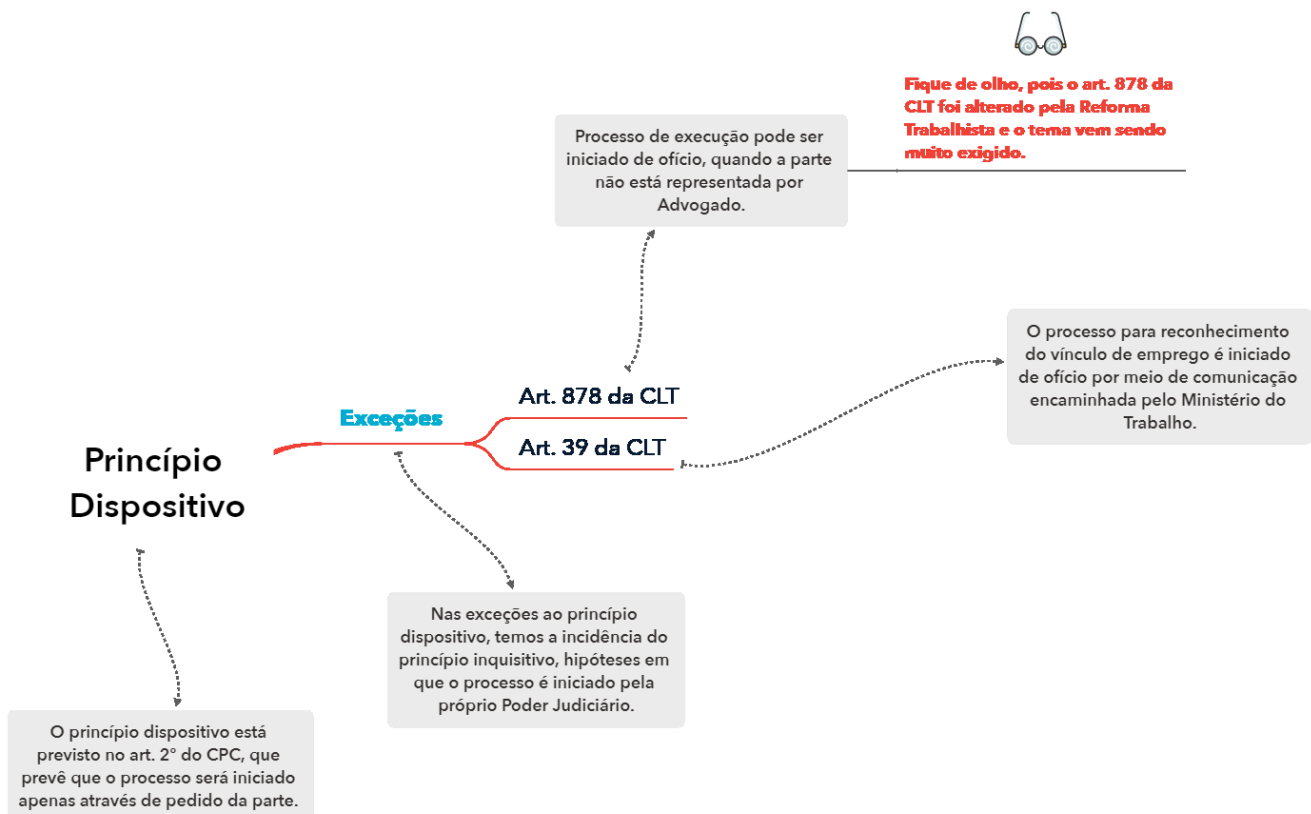 Princípio
Dispositivo
O princípio dispositivo está
previsto no art. 2° do CPC, que
prevê que o processo será iniciado
apenas através de pedido da parte.
Exceções
Nas exceções ao princípio
dispositivo, temos a incidência do
princípio inquisitivo, hipóteses em
que o processo é iniciado pela
próprio Poder Judiciário.
Art. 878 da CLT
Processo de execução pode ser
iniciado de ofício, quando a parte
não está representada por
Advogado.
Fique de olho, pois o art. 878 da
CLT foi alterado pela Reforma
Trabalhista e o tema vem sendo
muito exigido.
Art. 39 da CLT
O processo para reconhecimento
do vínculo de emprego é iniciado
de ofício por meio de comunicação
encaminhada pelo Ministério do
Trabalho.